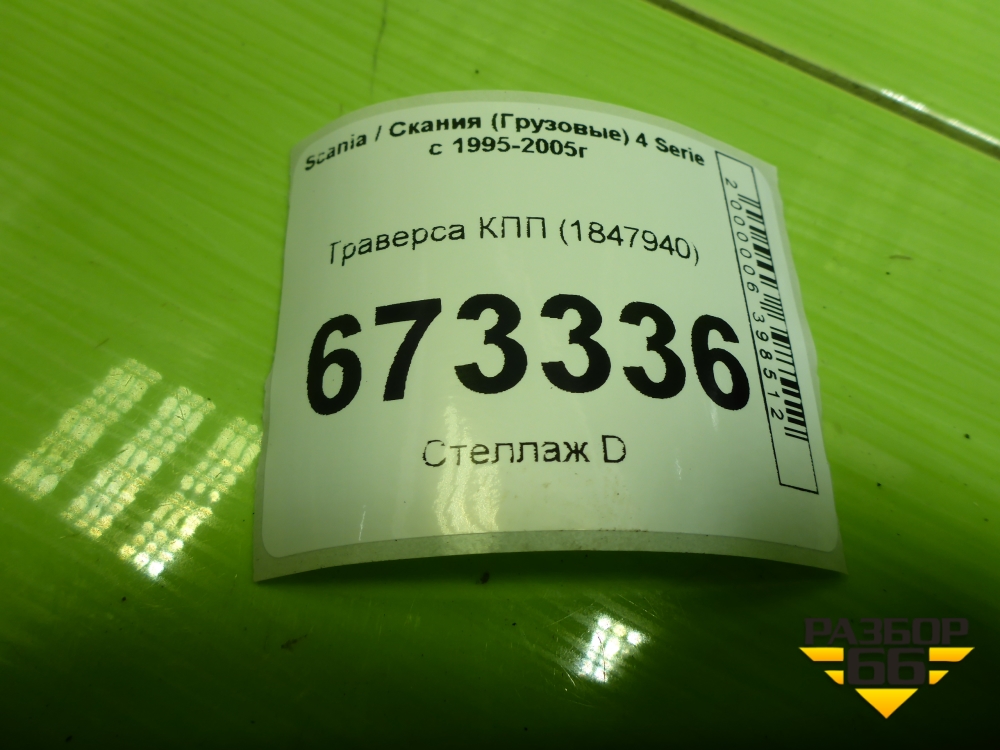 Scania / Скания (Грузовые) 4 Serie
с 1995-2005г
Траверса КПП (1847940)
673336
Стеллаж D
2000006398512
РАЗБОР
66